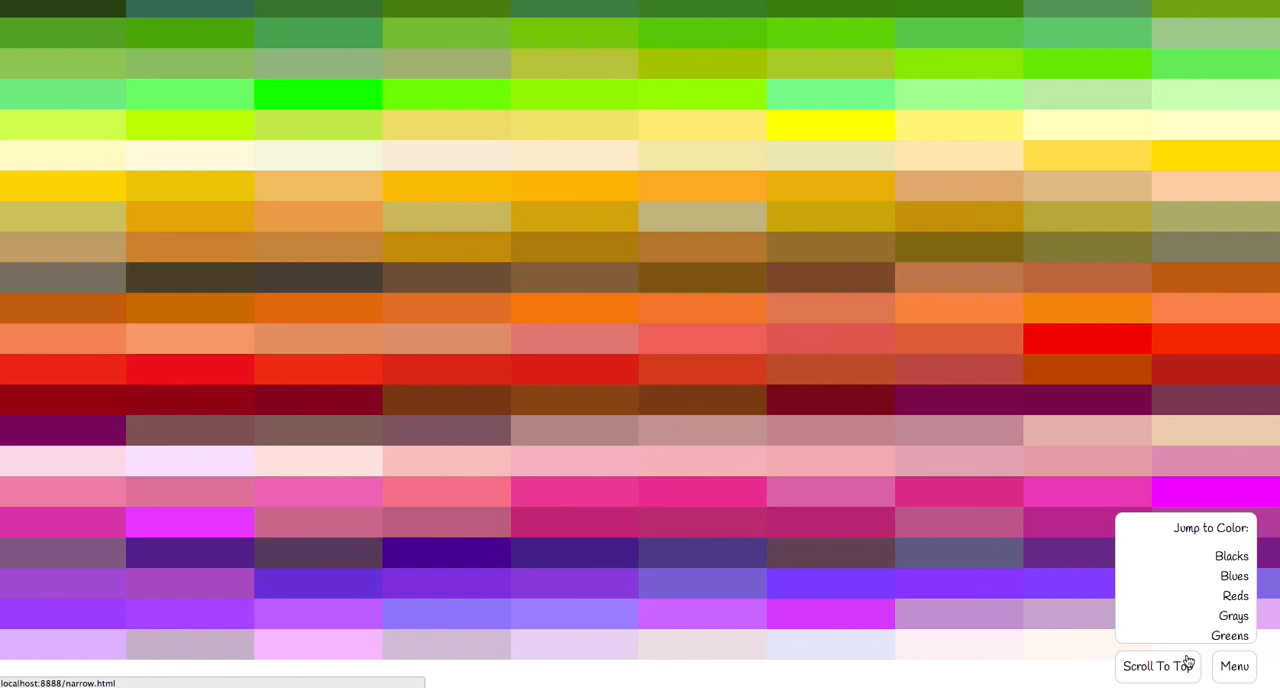 Jump to Color:
Blacks
Blues
Reds
Grays
Greens
Scroll To Top
Menu
localhost:8888/narrow.html